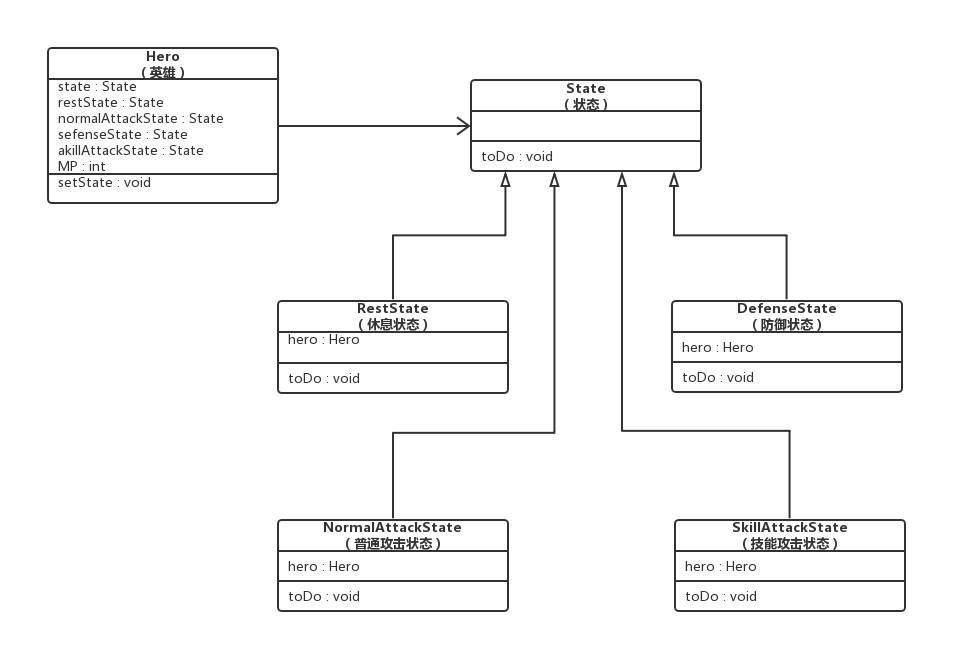 Hero
（英雄）
state : State
restState : State
normalAttackState : State
sefenseState : State
akillAttackState : State
MP : int
setState : void
State
（状态）
toDo : void
RestState
（休息状态）
hero : Hero
toDo : void
DefenseState
（防御状态）
hero : Hero
toDo : void
NormalAttackState
（普通攻击状态）
hero : Hero
toDo : void
SkillAttackState
（技能攻击状态）
hero : Hero
toDo : void